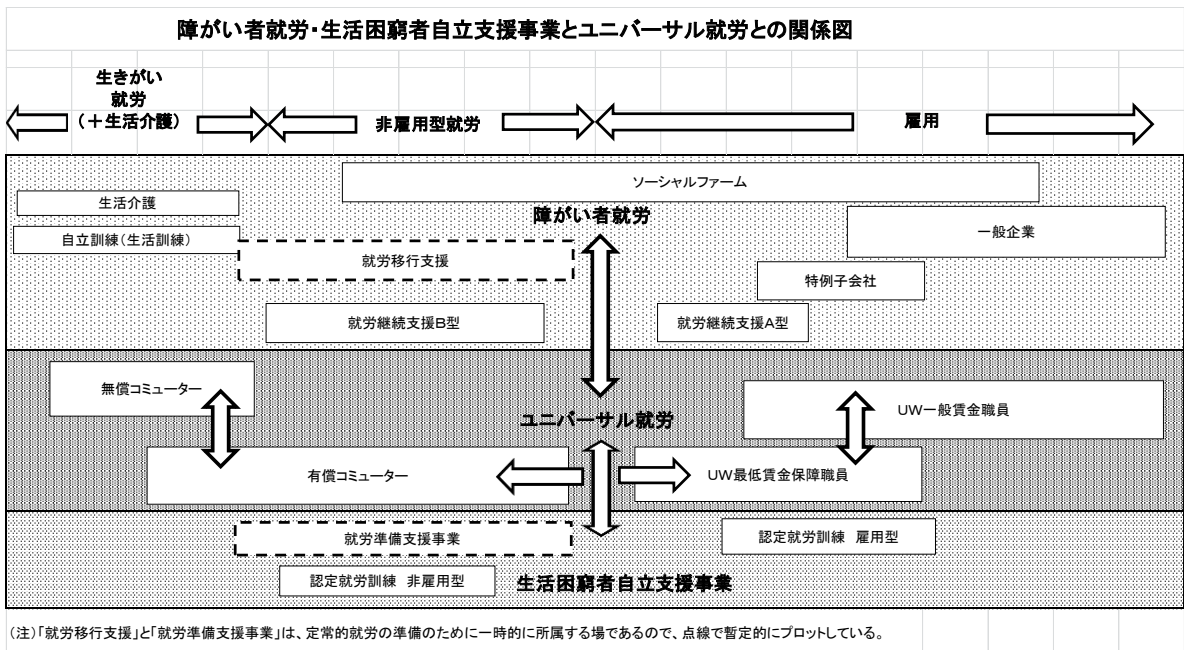 障がい者就労・生活困窮者自立支援事業とユニバーサル就労との関係図
生きがい
就労
（＋生活介護）
非雇用型就労
雇用
ソーシャルファーム
生活介護
障がい者就労
一般企業
自立訓練（生活訓練）
就労移行支援
特例子会社
就労継続支援Ｂ型
就労継続支援Ａ型
無償コミューター
UW一般賃金職員
ユニバーサル就労
有償コミューター
UW最低賃金保障職員
就労準備支援事業
認定就労訓練 雇用型
認定就労訓練 非雇用型
生活困窮者自立支援事業
（注）「就労移行支援」と「就労準備支援事業」は、定常的就労の準備のために一時的に所属する場であるので、点線で暫定的にプロットしている。